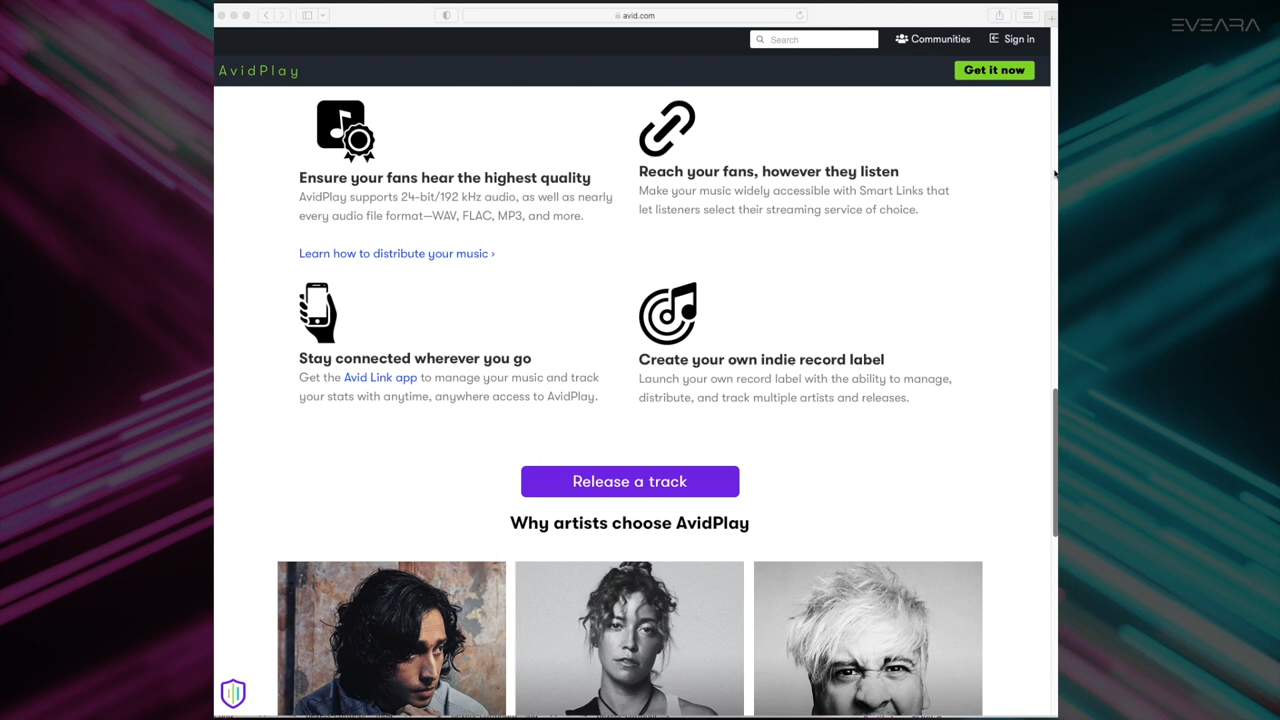 avid.com
EVEARA
Search
Communities
Sign in
AvidPlay
Get it now
Ensure your fans hear the highest quality
AvidPlay supports 24-bit/192 kHz audio, as well as nearly
every audio file format—WAV, FLAC, MP3, and more.
Learn how to distribute your music ›
Reach your fans, however they listen
Make your music widely accessible with Smart Links that
let listeners select their streaming service of choice.
Stay connected wherever you go
Get the Avid Link app to manage your music and track
your stats with anytime, anywhere access to AvidPlay.
Create your own indie record label
Launch your own record label with the ability to manage,
distribute, and track multiple artists and releases.
Release a track
Why artists choose AvidPlay